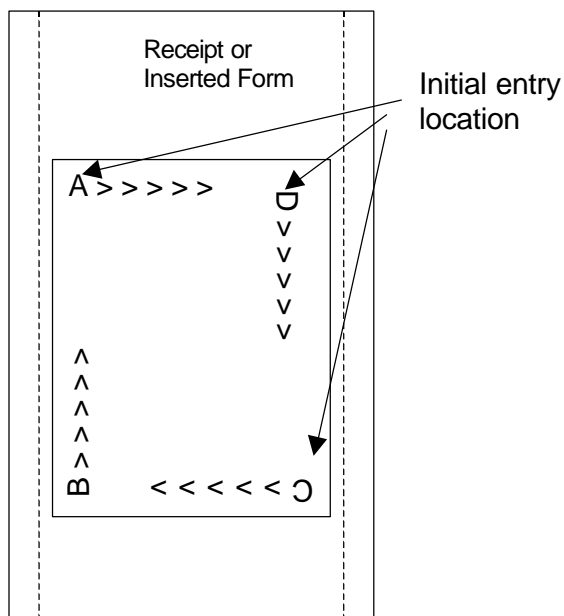 Receipt or
Inserted Form
Initial entry
location
A > > > > >
D > > > > >
B > > > > >
C > > > > >